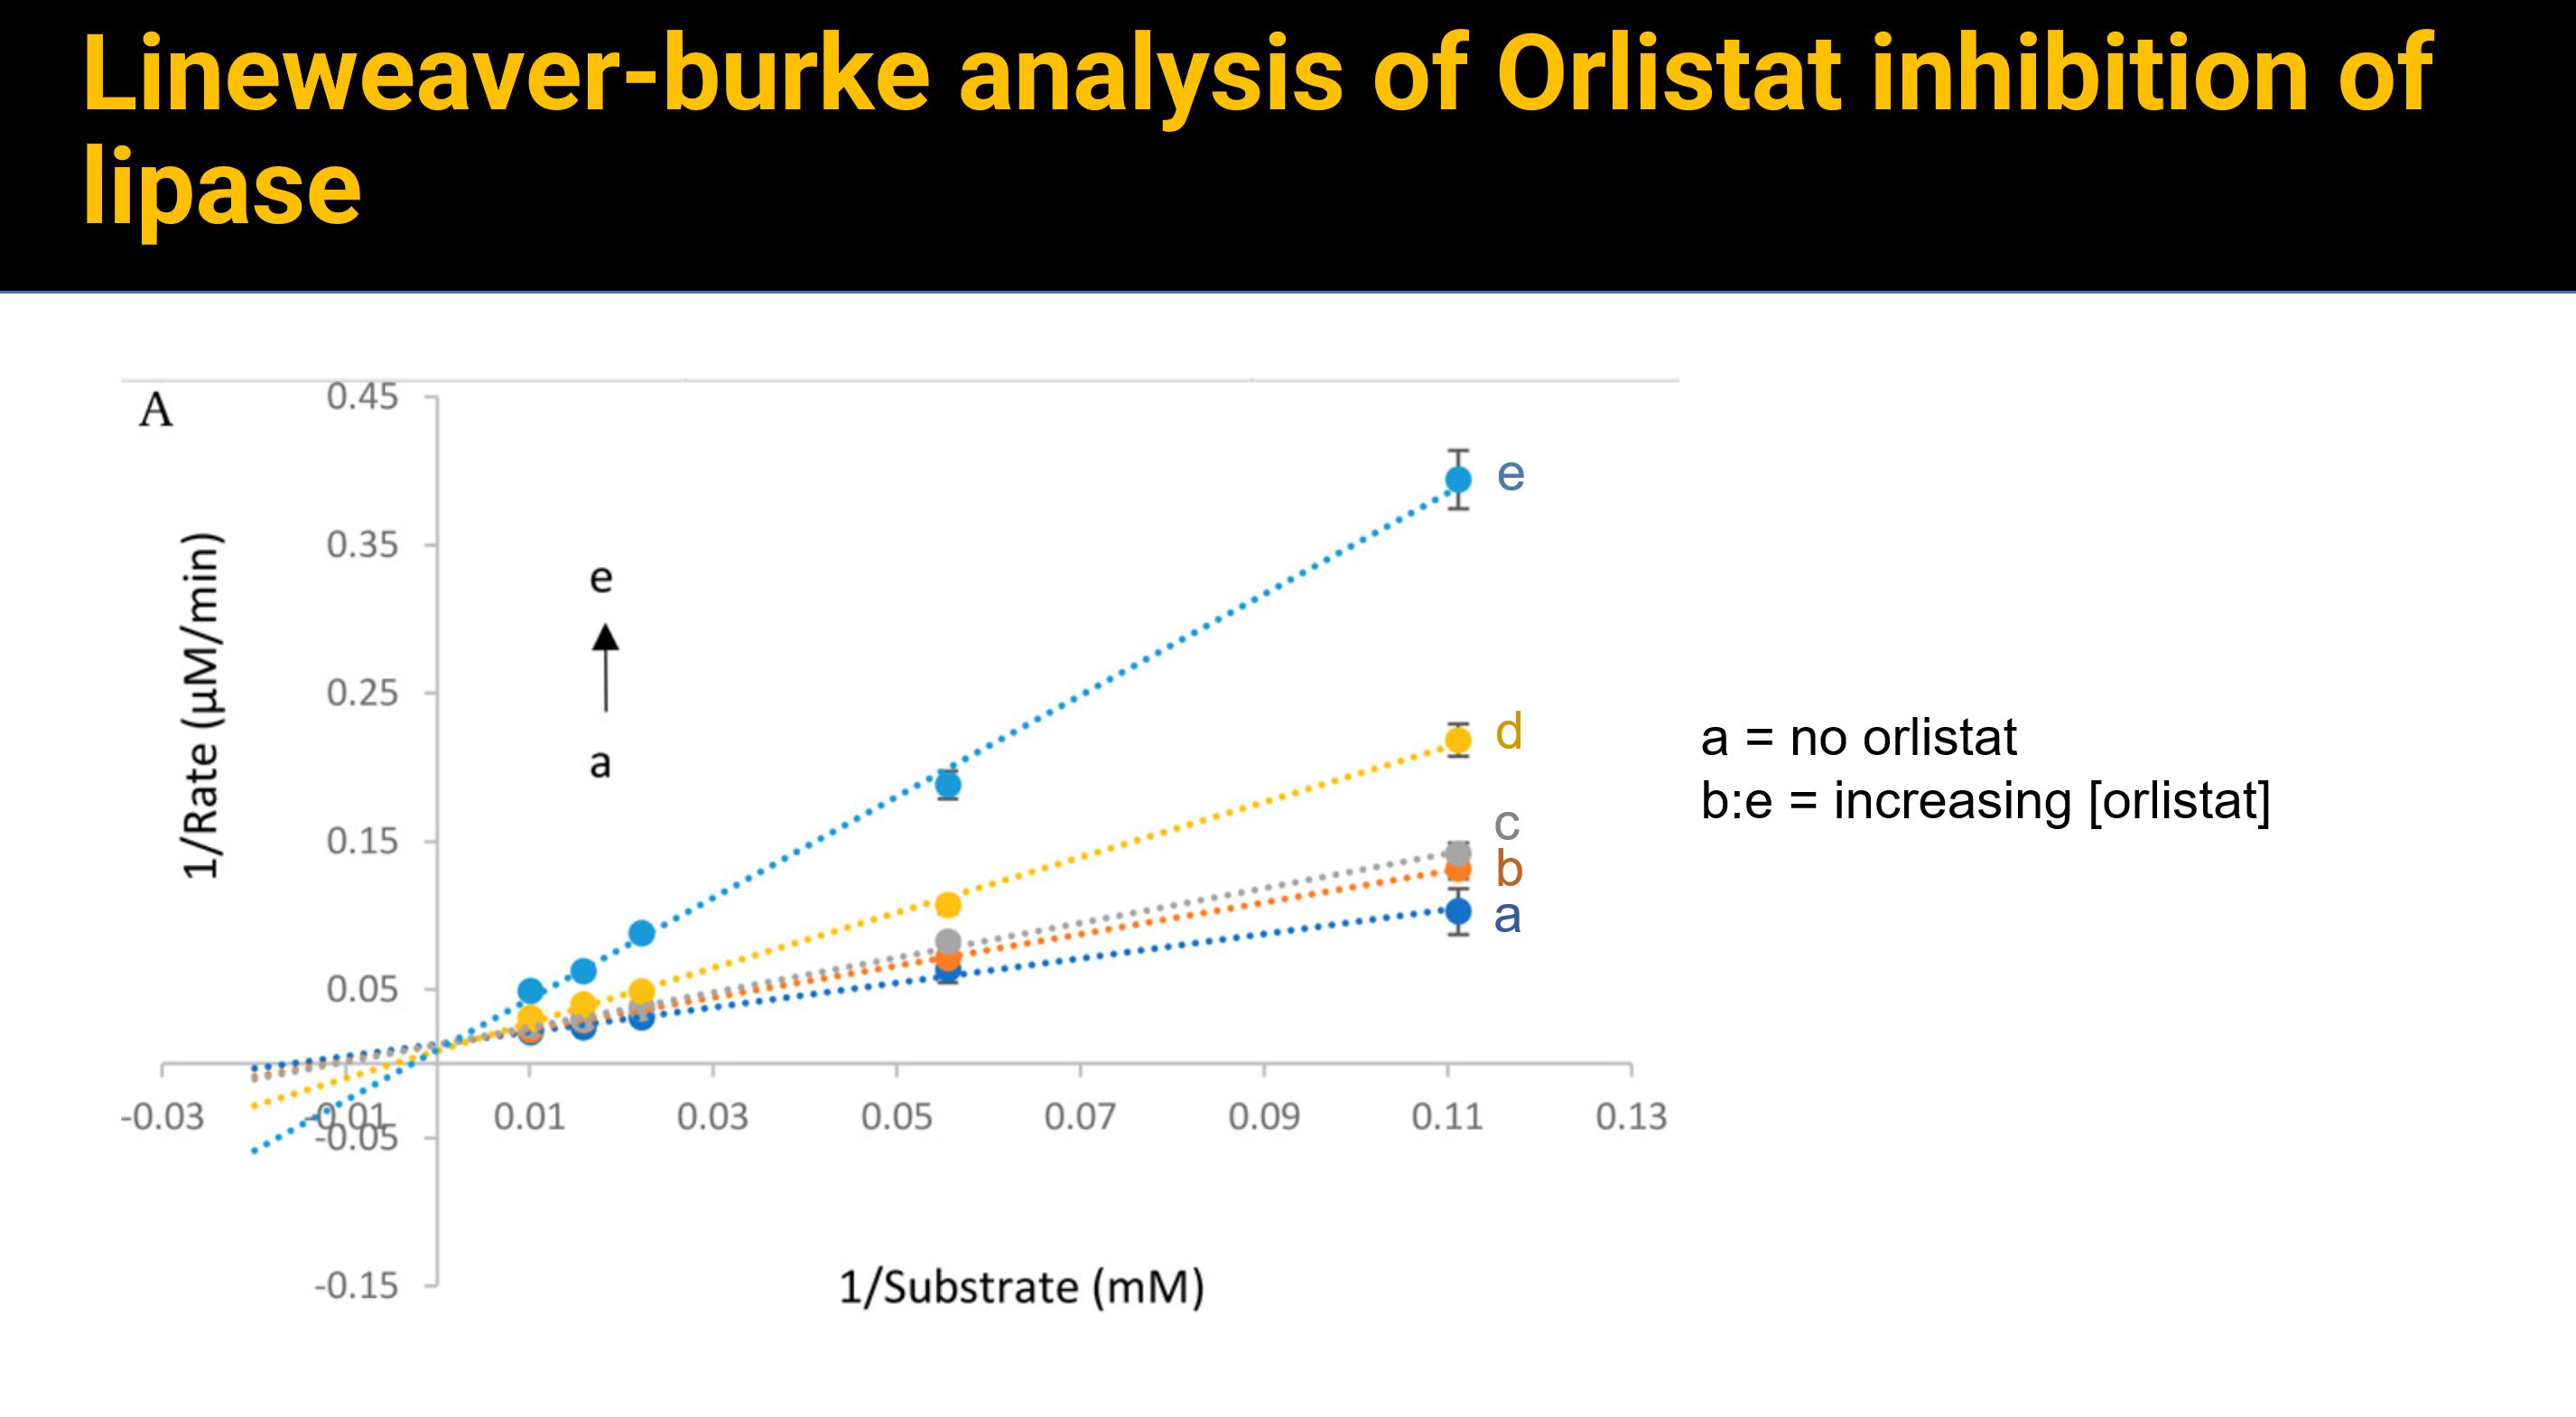 Lineweaver-burke analysis of Orlistat inhibition of
lipase
A
0.45
0.35
0.25
0.15
0.05
-0.05
-0.15
1/Rate (µM/min)
e
a
e
d
c
b
a
a = no orlistat
b:e = increasing [orlistat]
-0.03 -0.01 0.01 0.03 0.05 0.07 0.09 0.11 0.13
1/Substrate (mM)